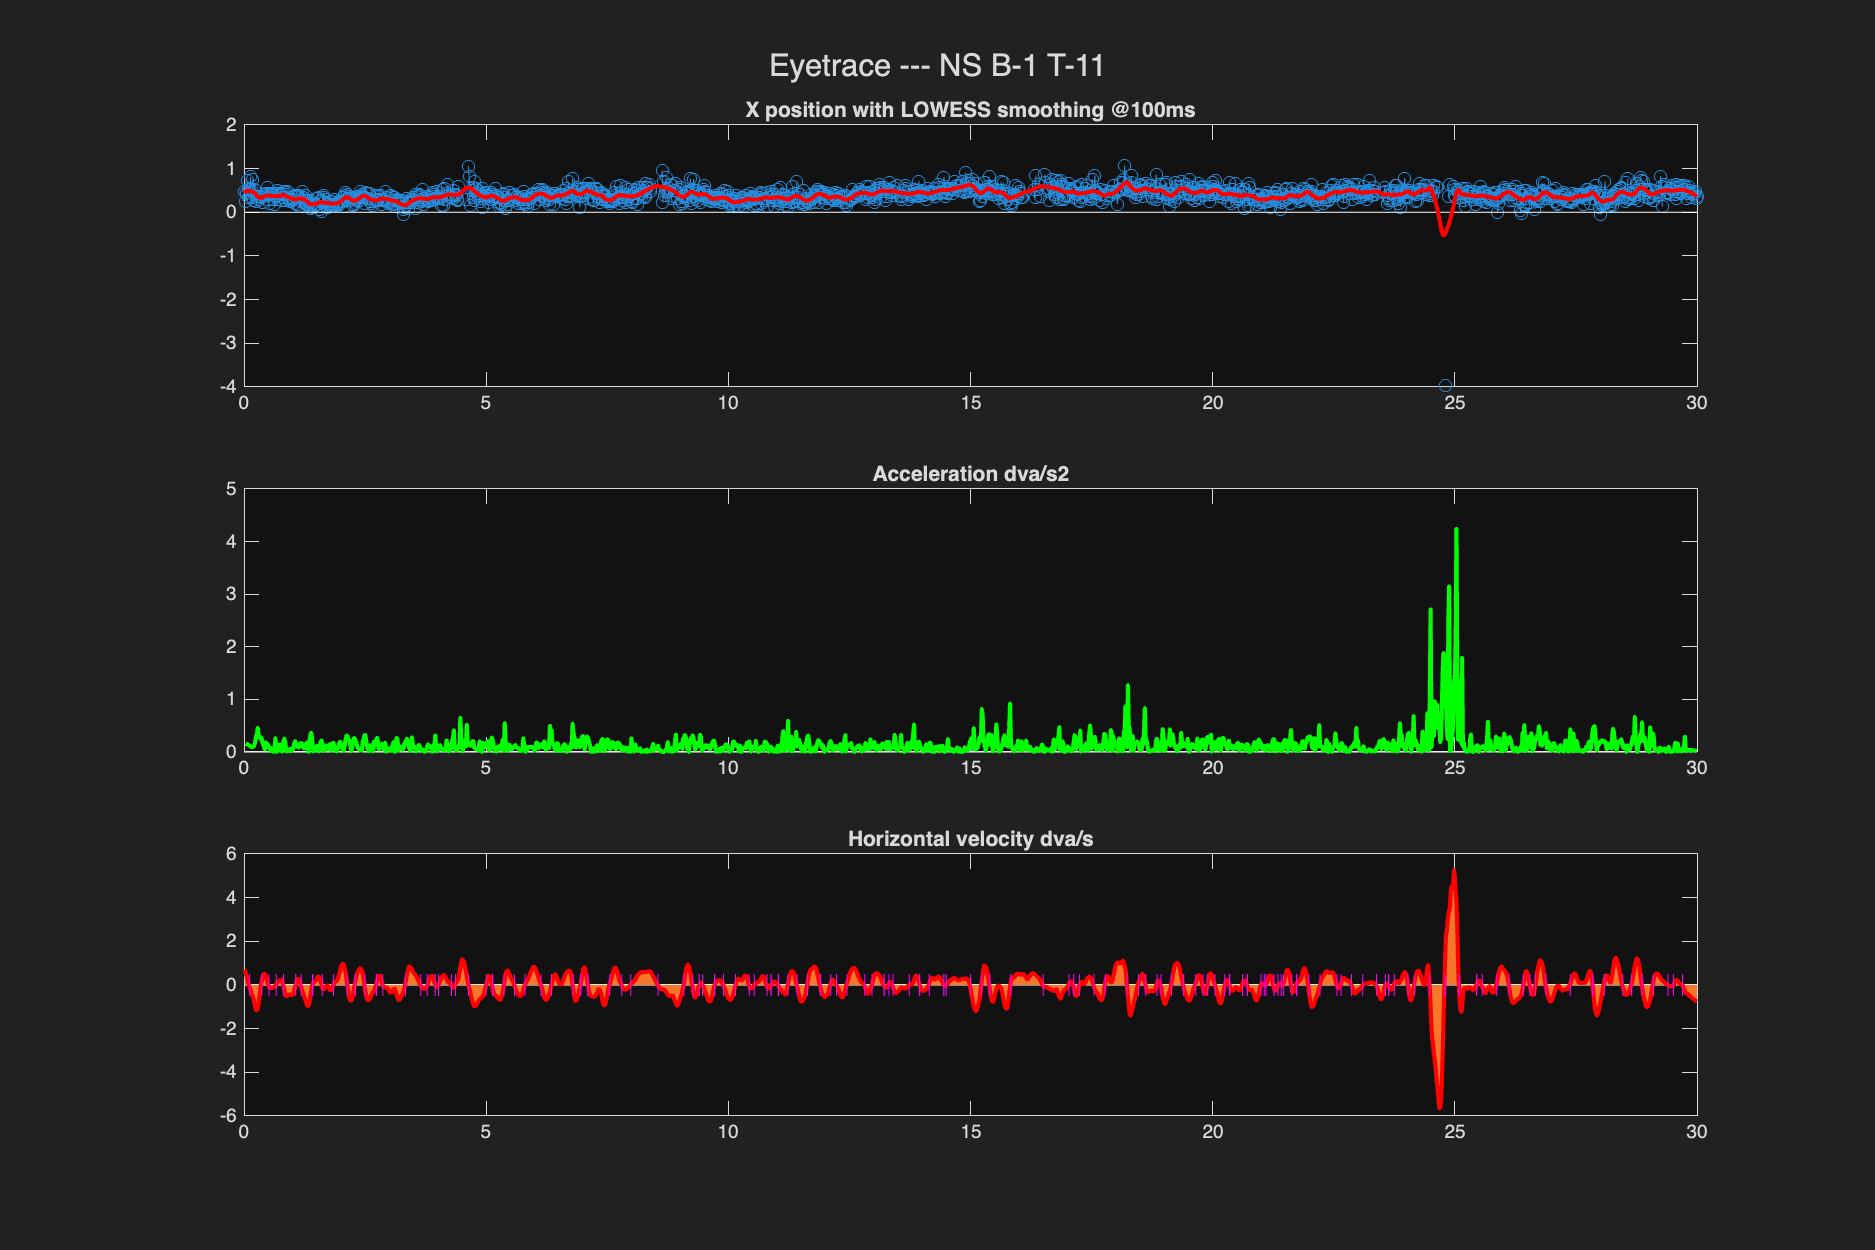 Eyetrace --- NS B-1 T-11
X position with LOWESS smoothing @100ms
2
1
0
-1
-2
-3
-4
0 5 10 15 20 25 30
Acceleration dva/s2
5
4
3
2
1
0
0 5 10 15 20 25 30
Horizontal velocity dva/s
6
4
2
0
-2
-4
-6
0 5 10 15 20 25 30